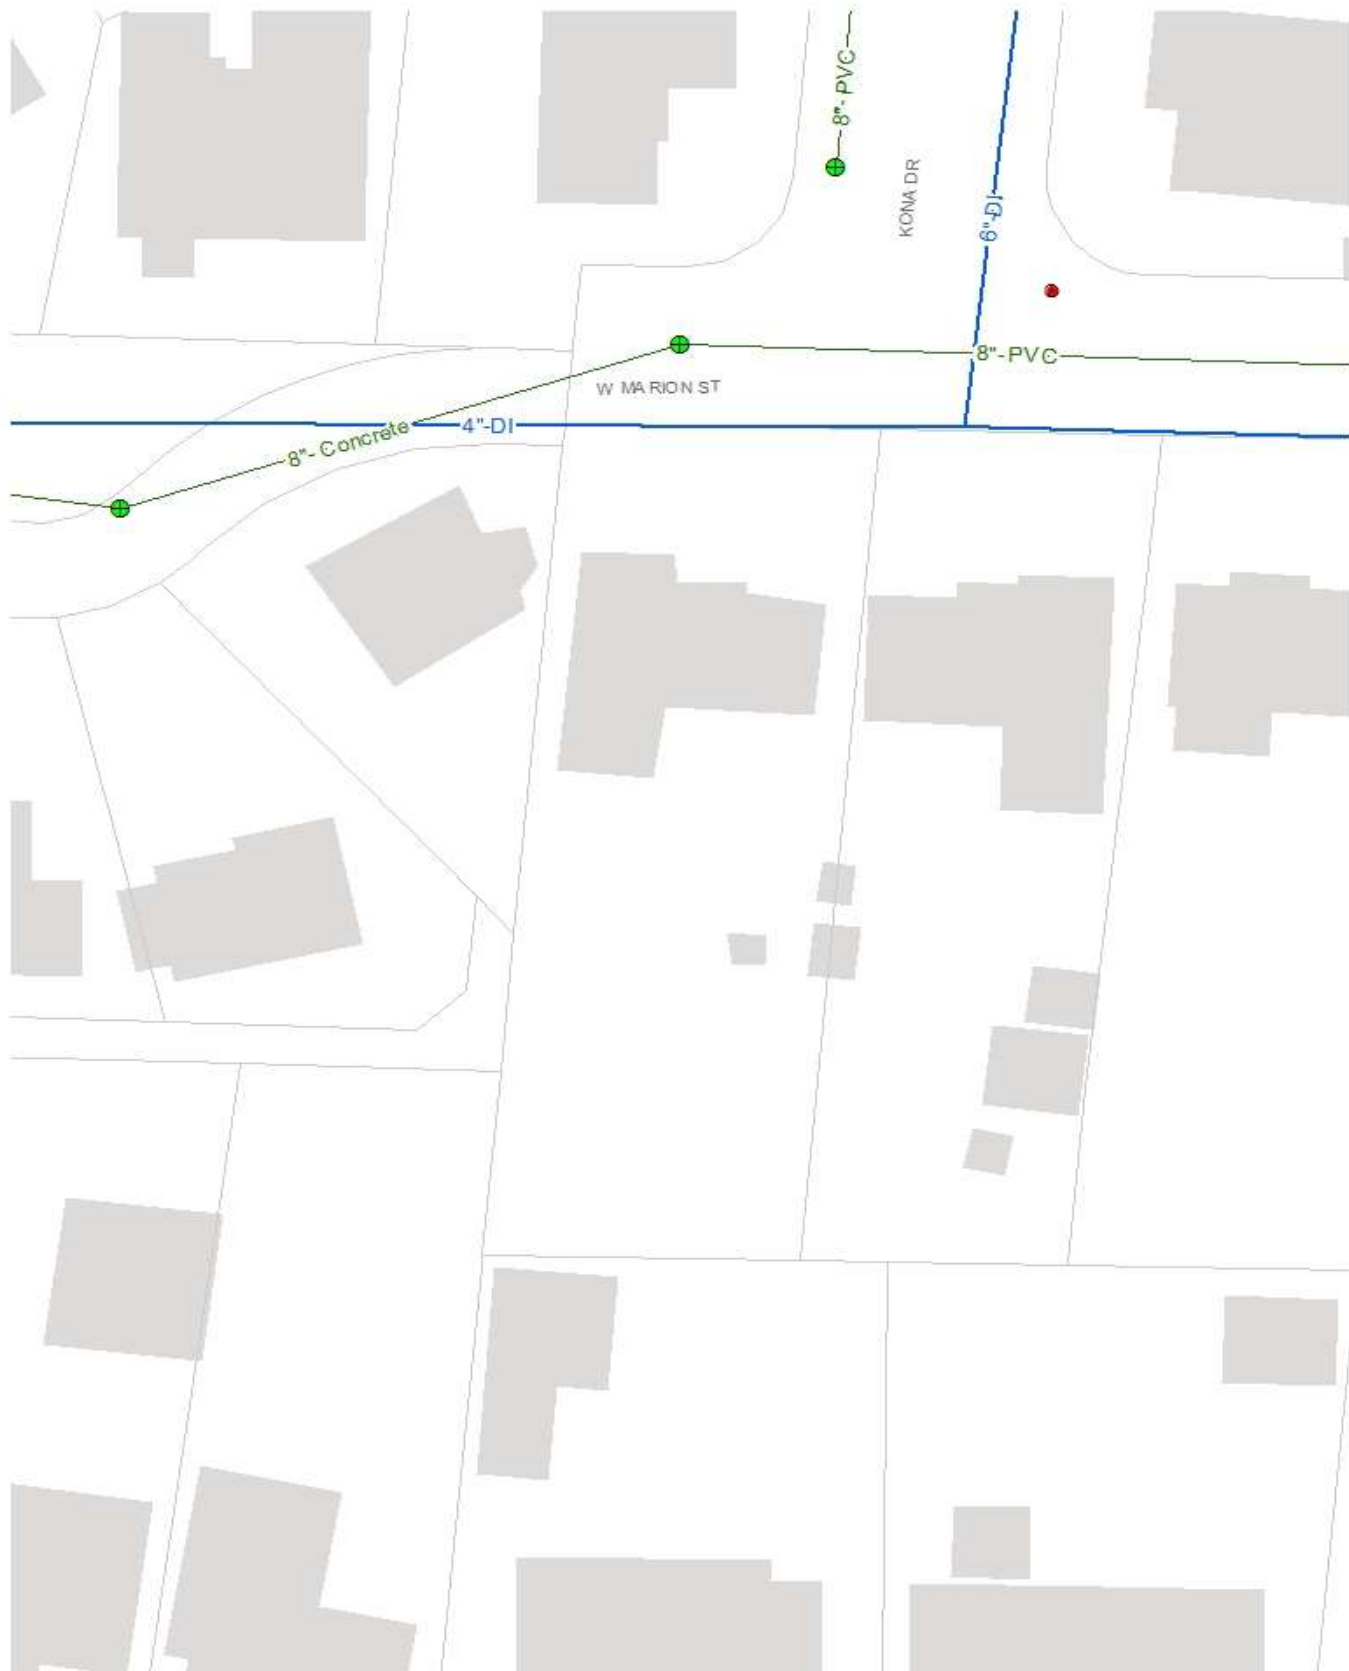 8"- PVC
KONA DR
6"-DI
8"-PVC
W MARION ST
8"- Concrete
4"-DI